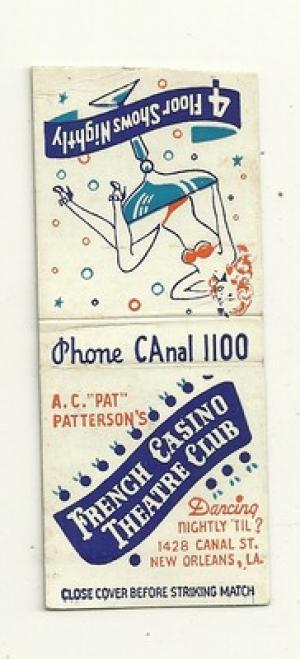 4 Floor Shows Nightly
Phone CAnal 1100
A.C. "PAT"
PATTERSON'S
FRENCH CASINO
THEATRE CLUB
Dancing
NIGHTLY 'TIL ?
1428 CANAL ST.
NEW ORLEANS, LA.
CLOSE COVER BEFORE STRIKING MATCH